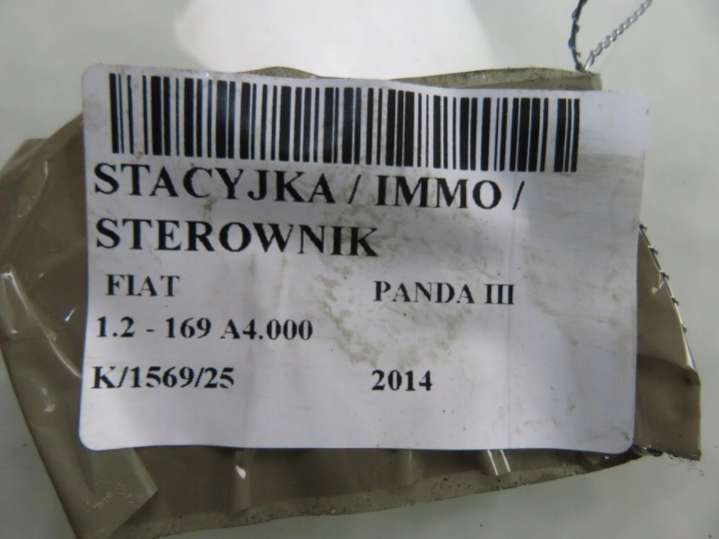 STACYJKA / IMMO /
STEROWNIK
FIAT PANDA III
1.2 - 169 A4.000
K/1569/25 2014